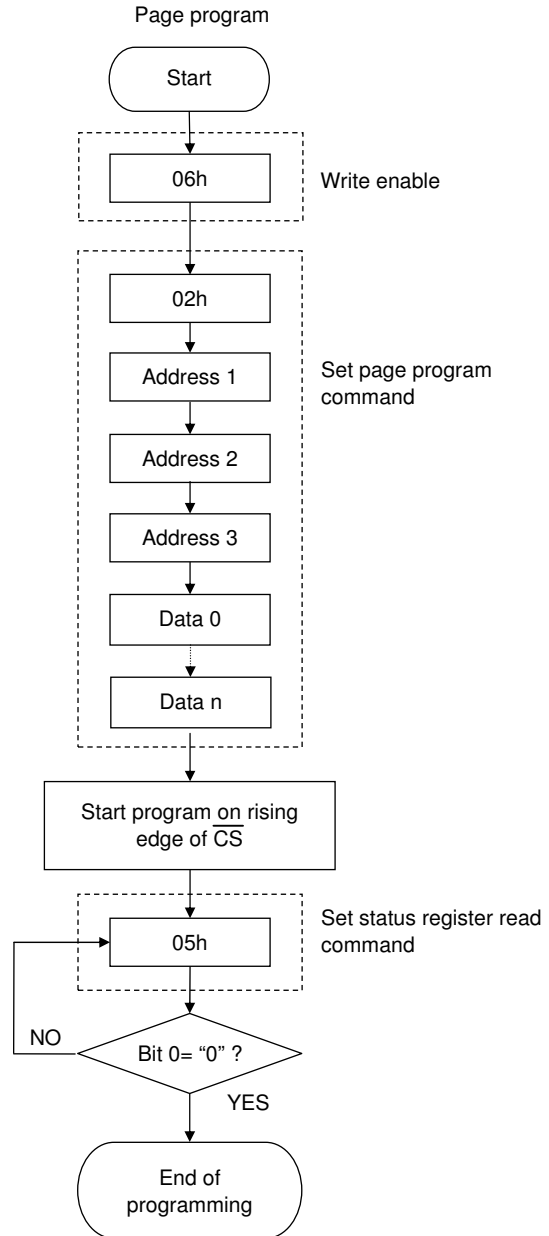 Page program
Start
06h
Write enable
02h
Address 1
Set page program
command
Address 2
Address 3
Data 0
Data n
Start program on rising
edge of C̅S̅
05h
Set status register read
command
NO
Bit 0= “0” ?
YES
End of
programming